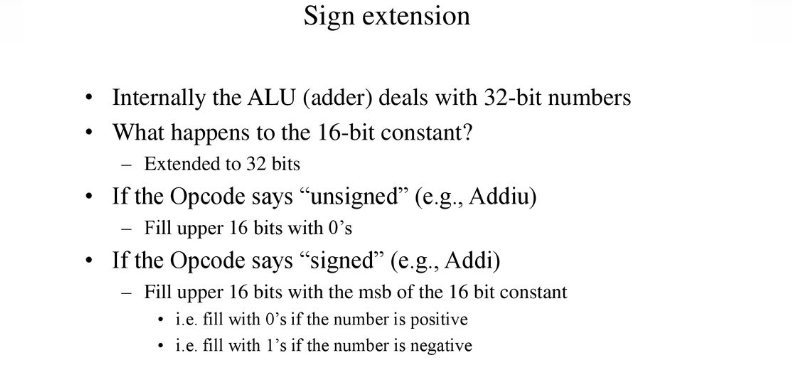 Sign extension
• Internally the ALU (adder) deals with 32-bit numbers
• What happens to the 16-bit constant?
– Extended to 32 bits
• If the Opcode says “unsigned” (e.g., Addiu)
– Fill upper 16 bits with 0’s
• If the Opcode says “signed” (e.g., Addi)
– Fill upper 16 bits with the msb of the 16 bit constant
• i.e. fill with 0’s if the number is positive
• i.e. fill with 1’s if the number is negative